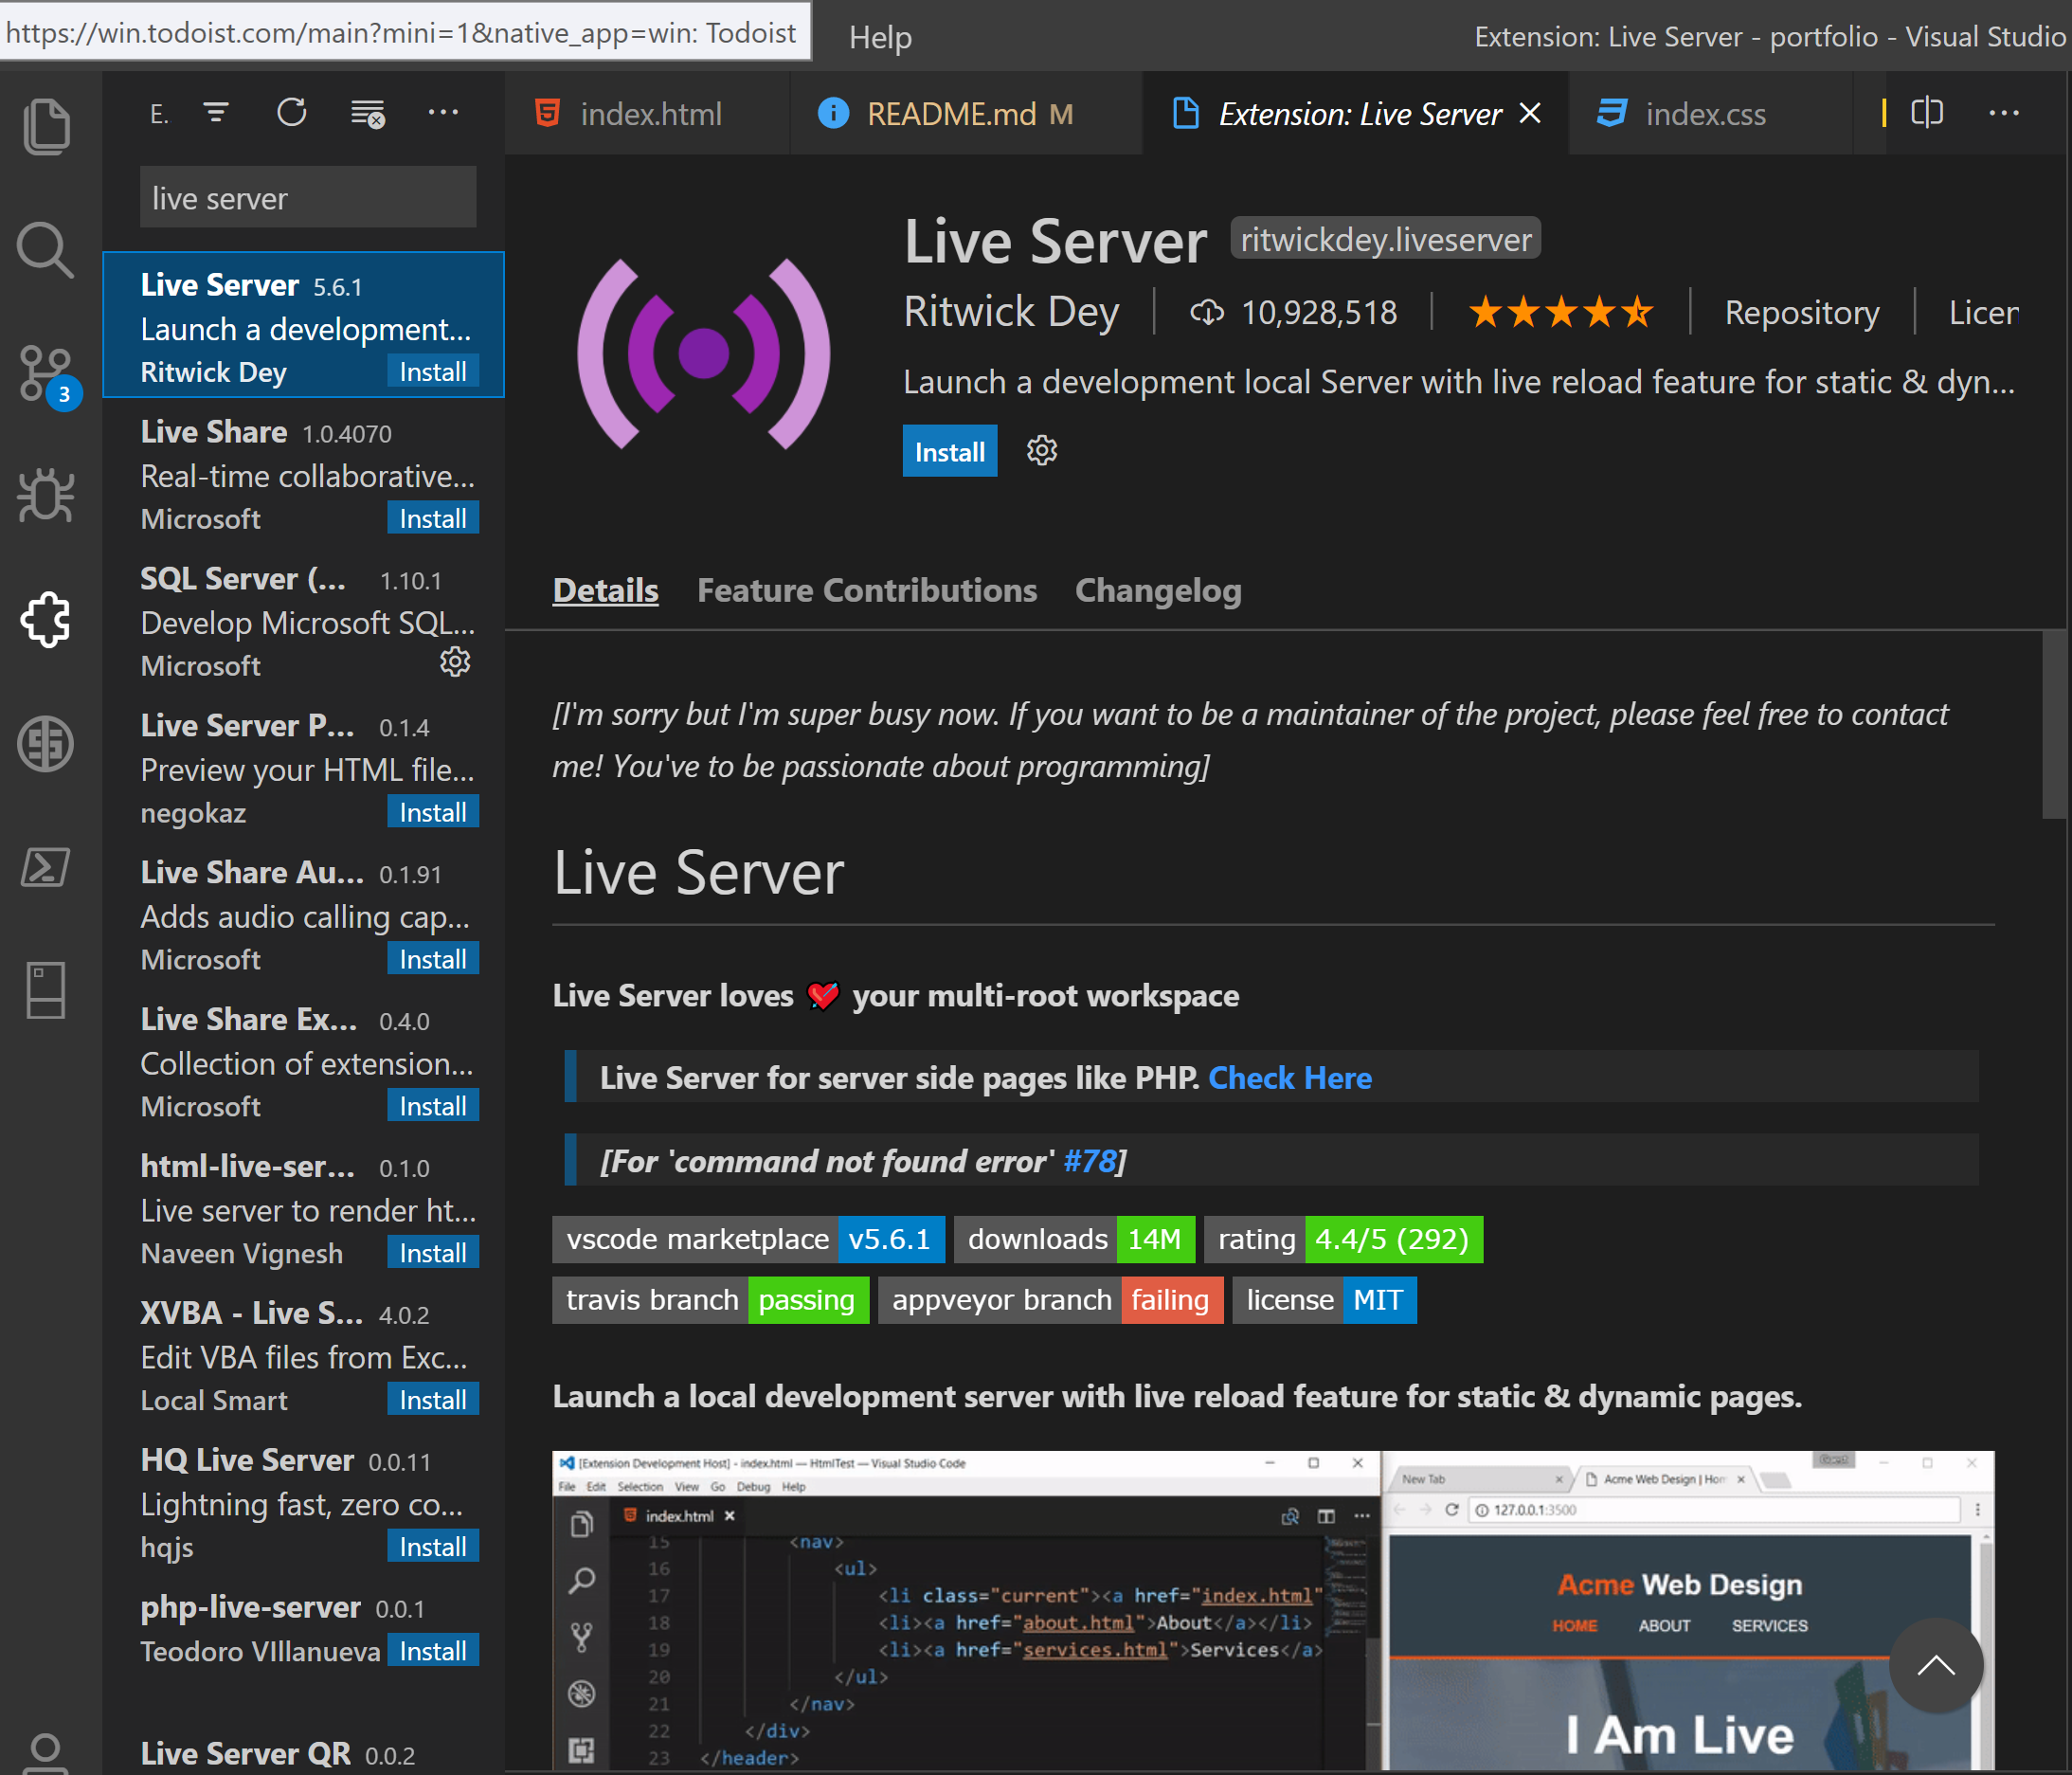 https://win.todoist.com/main?mini=1&native_app=win: Todoist
Help
Extension: Live Server - portfolio - Visual Studio
E.
index.html
README.md M
Extension: Live Server
index.css
live server
3
Live Server 5.6.1
Launch a development...
Ritwick Dey Install
Live Share 1.0.4070
Real-time collaborative...
Microsoft Install
SQL Server (... 1.10.1
Develop Microsoft SQL...
Microsoft
Live Server P... 0.1.4
Preview your HTML file...
negokaz Install
Live Share Au... 0.1.91
Adds audio calling cap...
Microsoft Install
Live Share Ex... 0.4.0
Collection of extension...
Microsoft Install
html-live-ser... 0.1.0
Live server to render ht...
Naveen Vignesh Install
XVBA - Live S... 4.0.2
Edit VBA files from Exc...
Local Smart Install
HQ Live Server 0.0.11
Lightning fast, zero co...
hqjs Install
php-live-server 0.0.1
Teodoro VIllanueva Install
Live Server QR 0.0.2
Live Server ritwickdey.liveserver
Ritwick Dey 10,928,518 Repository Licen
Launch a development local Server with live reload feature for static & dyn...
Install
Details Feature Contributions Changelog
[I'm sorry but I'm super busy now. If you want to be a maintainer of the project, please feel free to contact
me! You've to be passionate about programming]
Live Server
Live Server loves your multi-root workspace
Live Server for server side pages like PHP. Check Here
[For 'command not found error' #78]
vscode marketplace v5.6.1 downloads 14M rating 4.4/5 (292)
travis branch passing appveyor branch failing license MIT
Launch a local development server with live reload feature for static & dynamic pages.
[Extension Development Host] - index.html — HtmlTest — Visual Studio Code
File Edit Selection View Go Debug Help
index.html
15 <nav>
16 <ul>
17 <li class="current"><a href="index.html"
18 <li><a href="about.html">About</a></li>
19 <li><a href="services.html">Services</a>
20 </ul>
21 </nav>
22 </div>
23 </header>
Guest
New Tab
Acme Web Design | Hom
127.0.0.1:3500
Acme Web Design
HOME ABOUT SERVICES
I Am Live